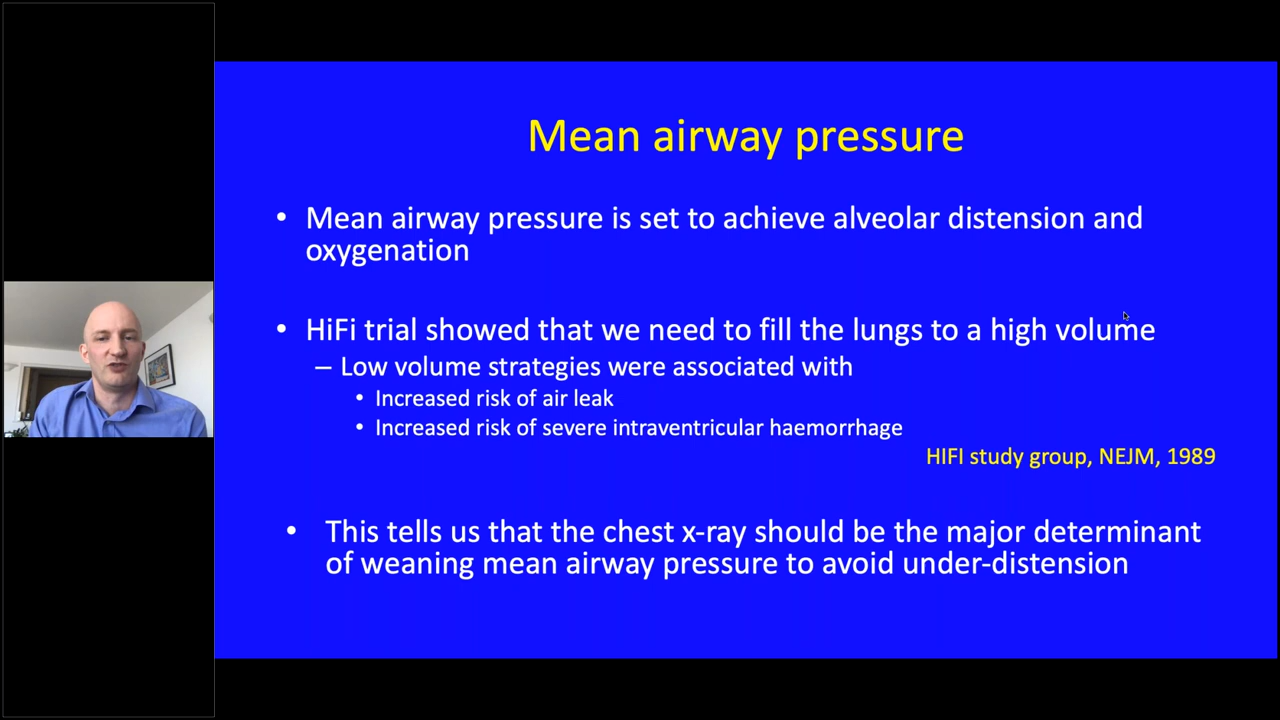 Mean airway pressure
• Mean airway pressure is set to achieve alveolar distension and
oxygenation
• HiFi trial showed that we need to fill the lungs to a high volume
– Low volume strategies were associated with
• Increased risk of air leak
• Increased risk of severe intraventricular haemorrhage
HIFI study group, NEJM, 1989
• This tells us that the chest x-ray should be the major determinant
of weaning mean airway pressure to avoid under-distension